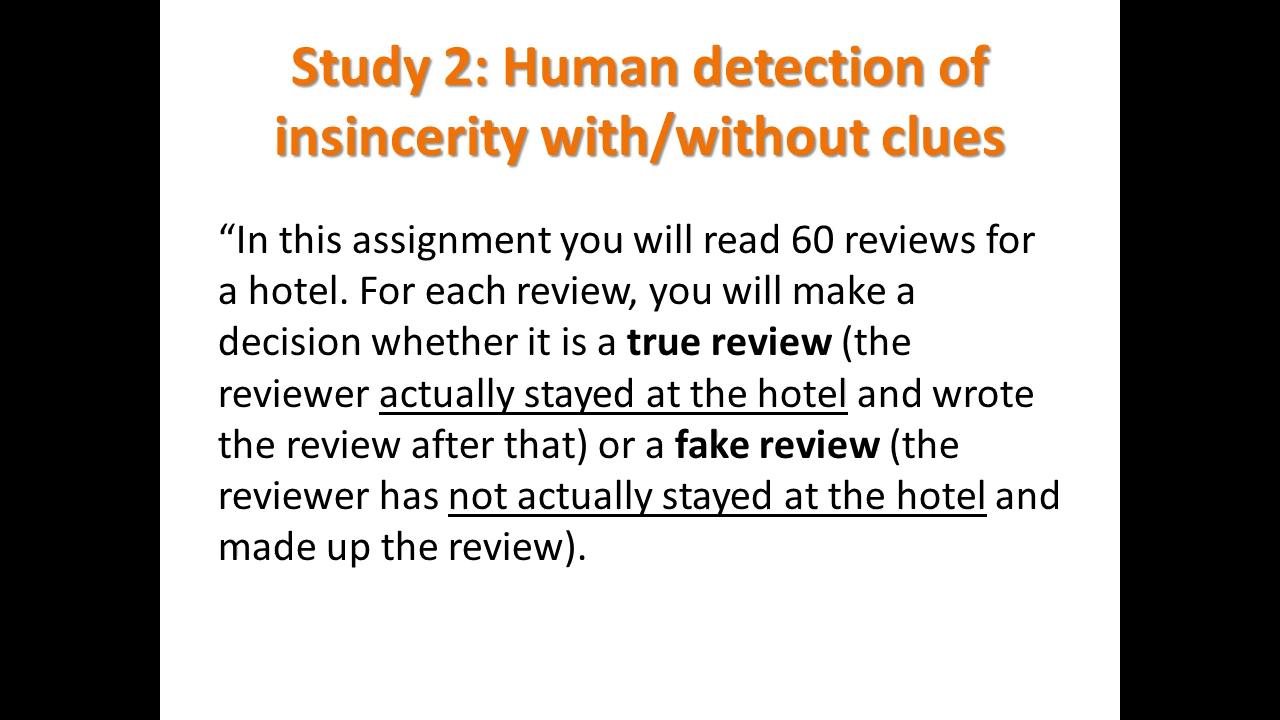 Study 2: Human detection of
insincerity with/without clues
“In this assignment you will read 60 reviews for
a hotel. For each review, you will make a
decision whether it is a true review (the
reviewer actually stayed at the hotel and wrote
the review after that) or a fake review (the
reviewer has not actually stayed at the hotel and
made up the review).